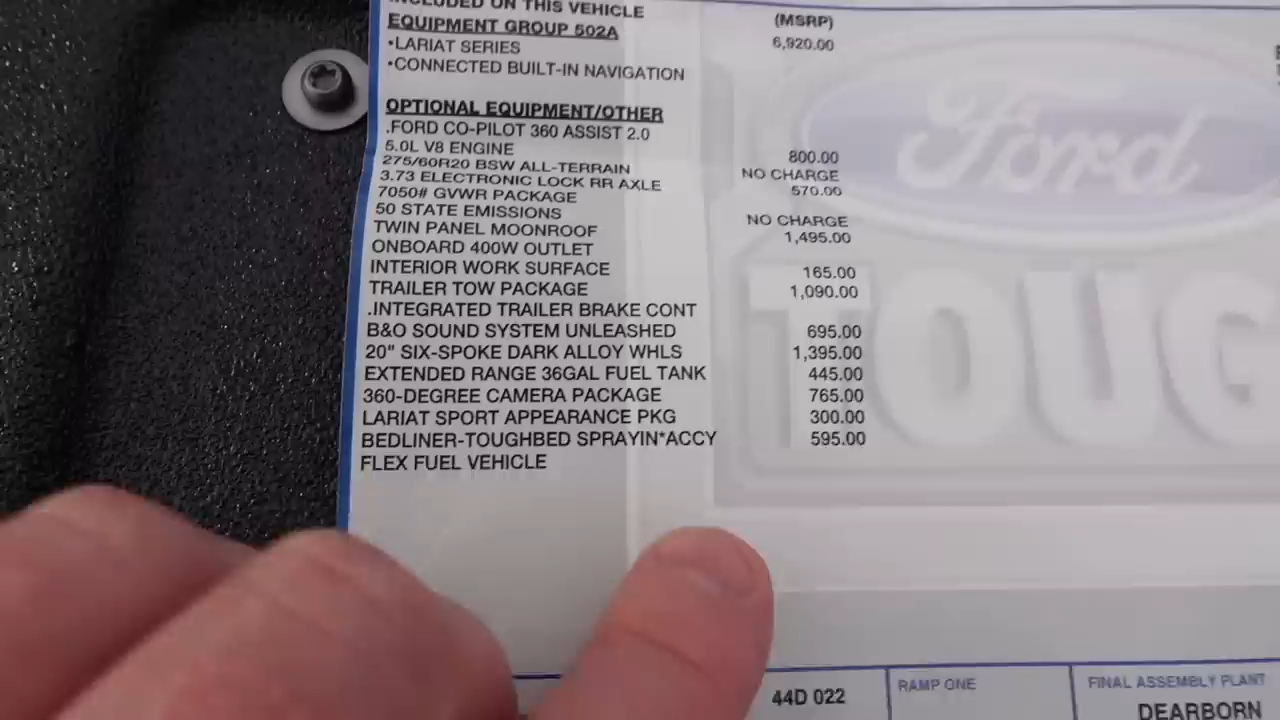 INCLUDED ON THIS VEHICLE (MSRP)
EQUIPMENT GROUP 502A 6,920.00
•LARIAT SERIES
•CONNECTED BUILT-IN NAVIGATION
OPTIONAL EQUIPMENT/OTHER
.FORD CO-PILOT 360 ASSIST 2.0
5.0L V8 ENGINE 800.00
275/60R20 BSW ALL-TERRAIN NO CHARGE
3.73 ELECTRONIC LOCK RR AXLE 570.00
7050# GVWR PACKAGE
50 STATE EMISSIONS NO CHARGE
TWIN PANEL MOONROOF 1,495.00
ONBOARD 400W OUTLET
INTERIOR WORK SURFACE 165.00
TRAILER TOW PACKAGE 1,090.00
.INTEGRATED TRAILER BRAKE CONT
B&O SOUND SYSTEM UNLEASHED 695.00
20" SIX-SPOKE DARK ALLOY WHLS 1,395.00
EXTENDED RANGE 36GAL FUEL TANK 445.00
360-DEGREE CAMERA PACKAGE 765.00
LARIAT SPORT APPEARANCE PKG 300.00
BEDLINER-TOUGHBED SPRAYIN*ACCY 595.00
FLEX FUEL VEHICLE
Ford
TOUG
44D 022
RAMP ONE
FINAL ASSEMBLY PLANT
DEARBORN